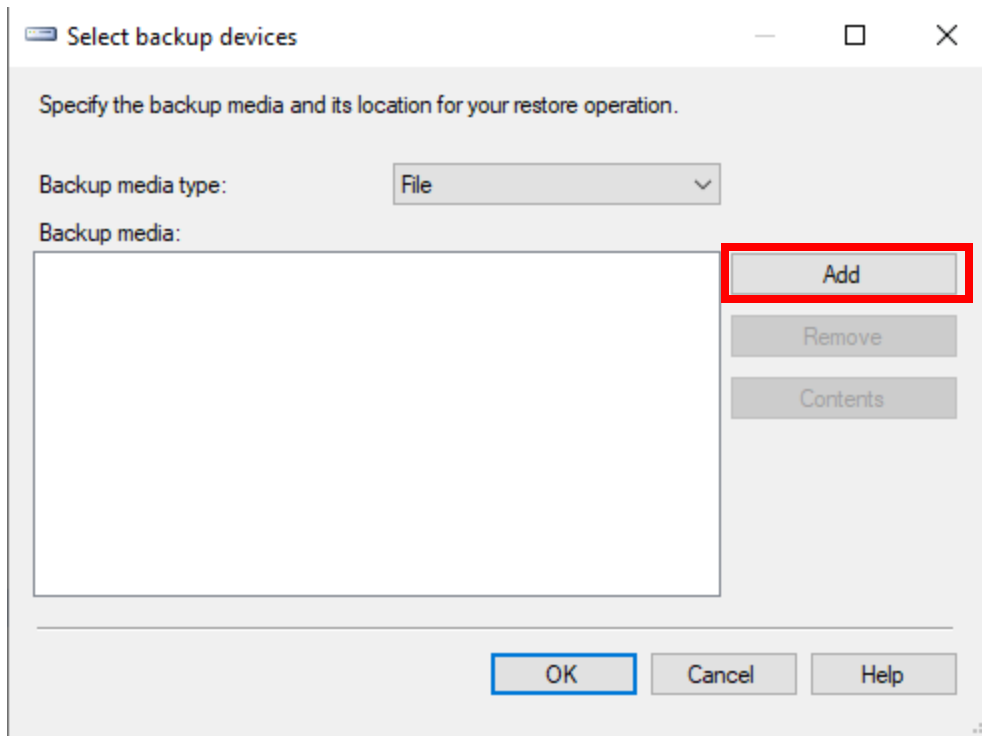 Select backup devices
Specify the backup media and its location for your restore operation.
Backup media type:
File
Backup media:
Add
Remove
Contents
OK
Cancel
Help